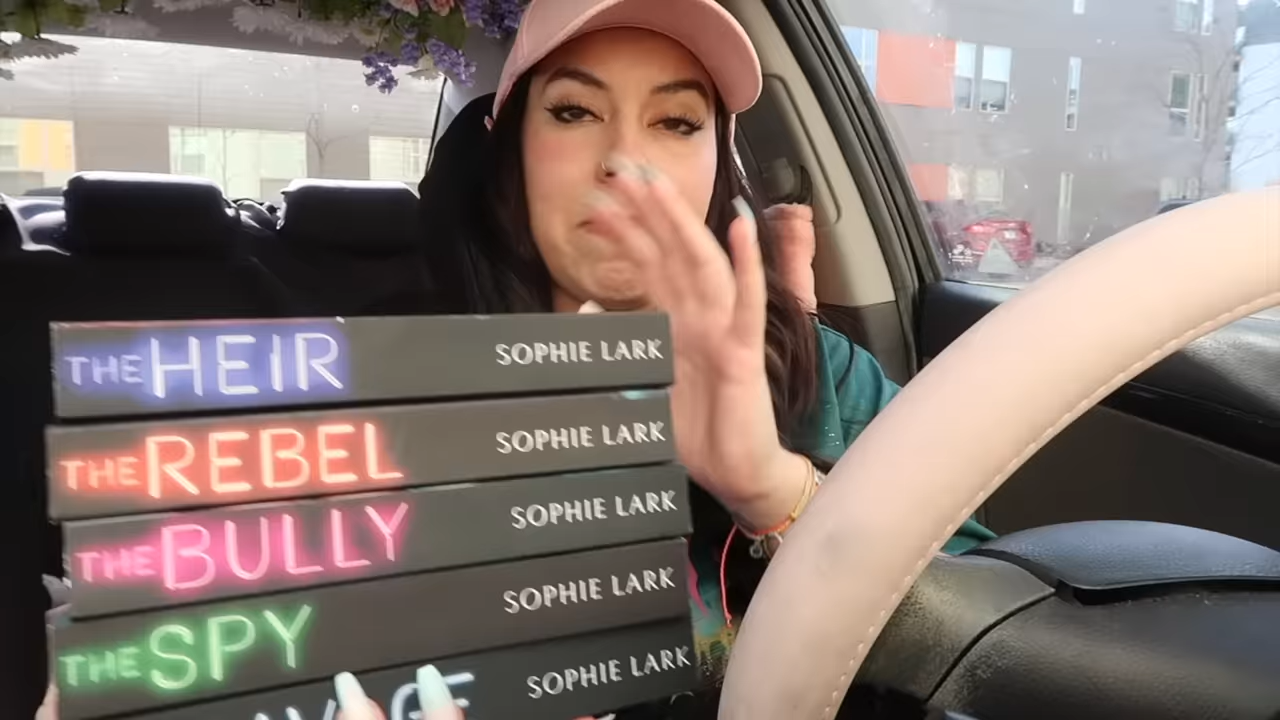 THE HEIR SOPHIE LARK
THE REBEL SOPHIE LARK
THE BULLY SOPHIE LARK
THE SPY SOPHIE LARK
SOPHIE LARK